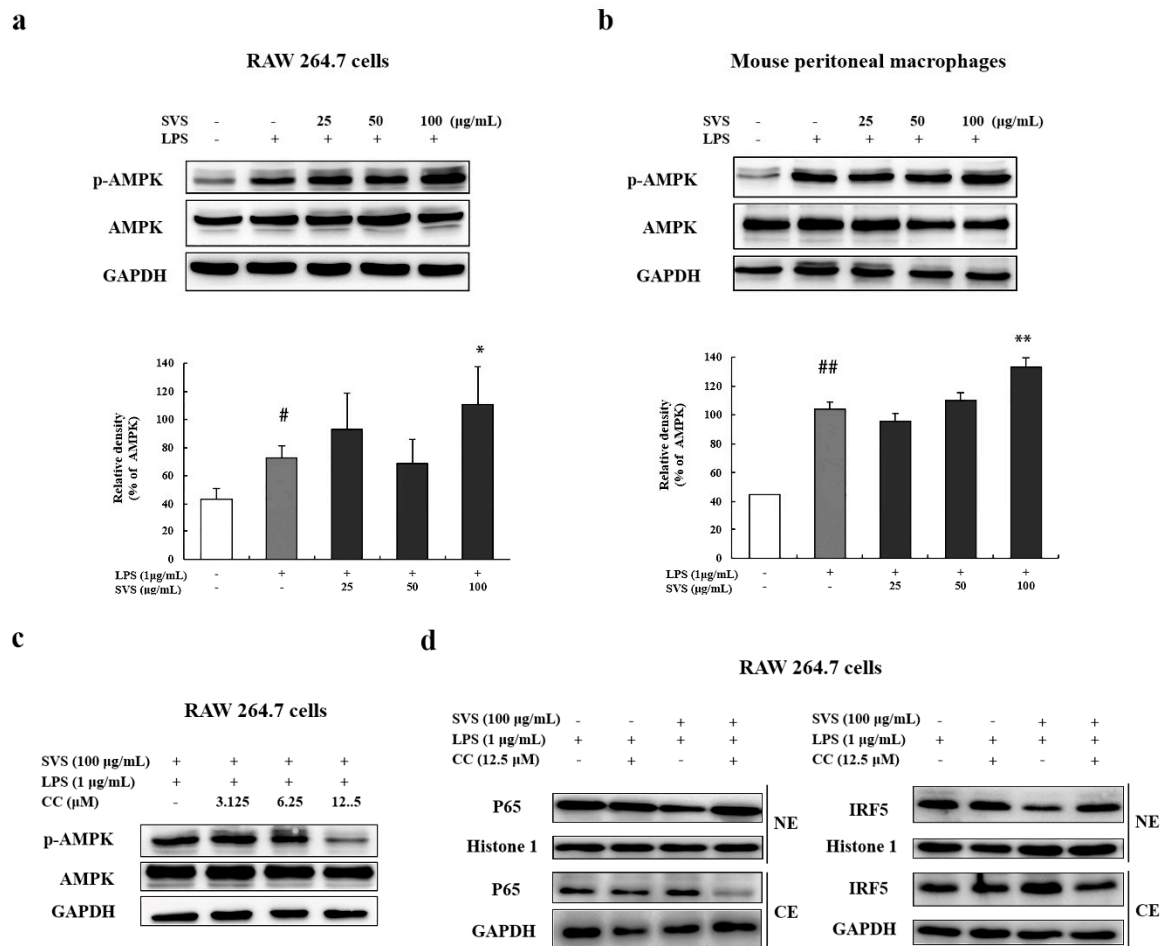 a
RAW 264.7 cells
SVS - - 25 50 100 (μg/mL)
LPS - + + + +
p-AMPK
AMPK
GAPDH
Relative density
(% of AMPK)
140
120
100
80
60
40
20
0
#
*
LPS (1μg/mL) - + + + +
SVS (μg/mL) - - 25 50 100
b
Mouse peritoneal macrophages
SVS - - 25 50 100 (μg/mL)
LPS - + + + +
p-AMPK
AMPK
GAPDH
Relative density
(% of AMPK)
140
120
100
80
60
40
20
0
##
**
LPS (1μg/mL) - + + + +
SVS (μg/mL) - - 25 50 100
c
RAW 264.7 cells
SVS (100 μg/mL) + + + +
LPS (1 μg/mL) + + + +
CC (μM) - 3.125 6.25 12..5
p-AMPK
AMPK
GAPDH
d
RAW 264.7 cells
SVS (100 μg/mL) - - + +
LPS (1 μg/mL) + + + +
CC (12.5 μM) - + - +
P65
Histone 1
NE
P65
GAPDH
CE
SVS (100 μg/mL) - - + +
LPS (1 μg/mL) + + + +
CC (12.5 μM) - + - +
IRF5
Histone 1
NE
IRF5
GAPDH
CE